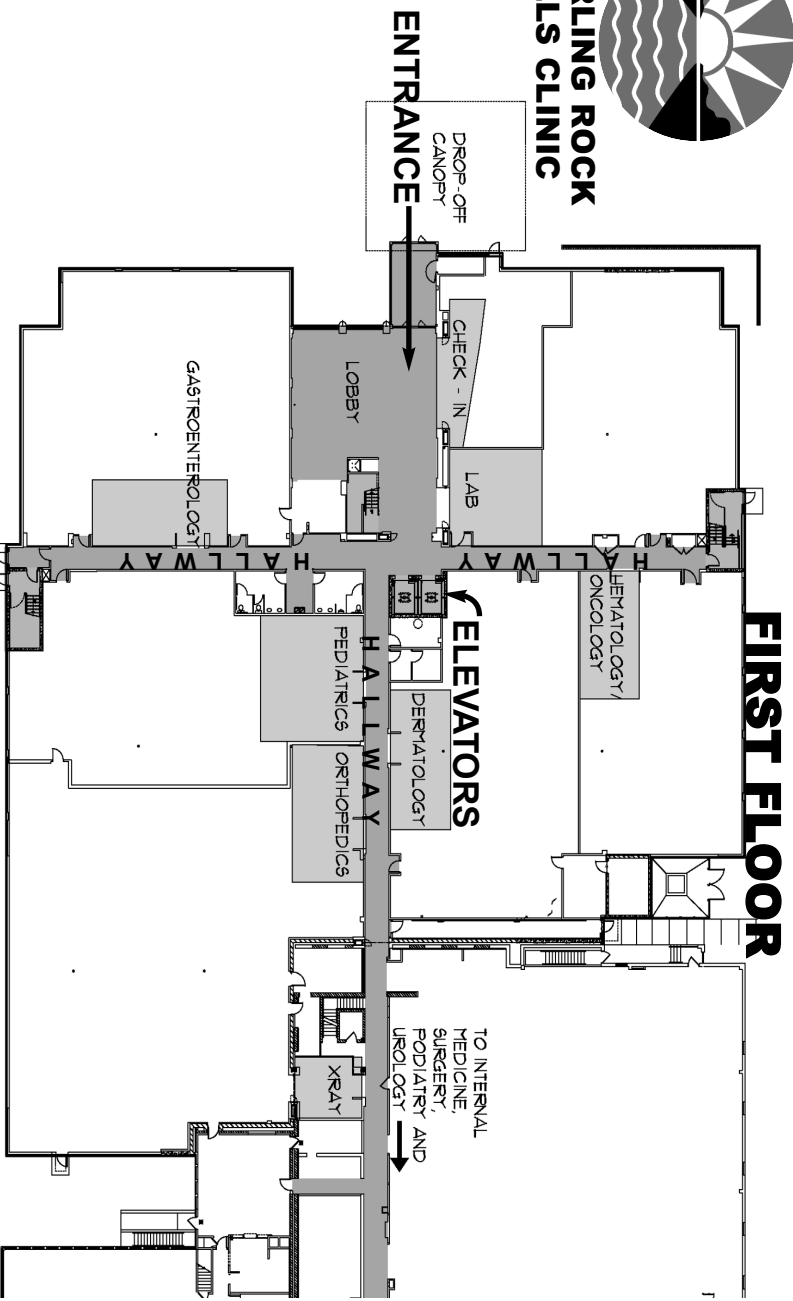 RLING ROCK
LS CLINIC
FIRST FLOOR
ENTRANCE
DROP-OFF
CANOPY
CHECK - IN
LOBBY
LAB
GASTROENTEROLOGY
HALLWAY
HALLWAY
HEMATOLOGY/
ONCOLOGY
ELEVATORS
HALLWAY
PEDIATRICS
DERMATOLOGY
ORTHOPEDICS
XRAY
TO INTERNAL
MEDICINE,
SURGERY,
PODIATRY AND
UROLOGY